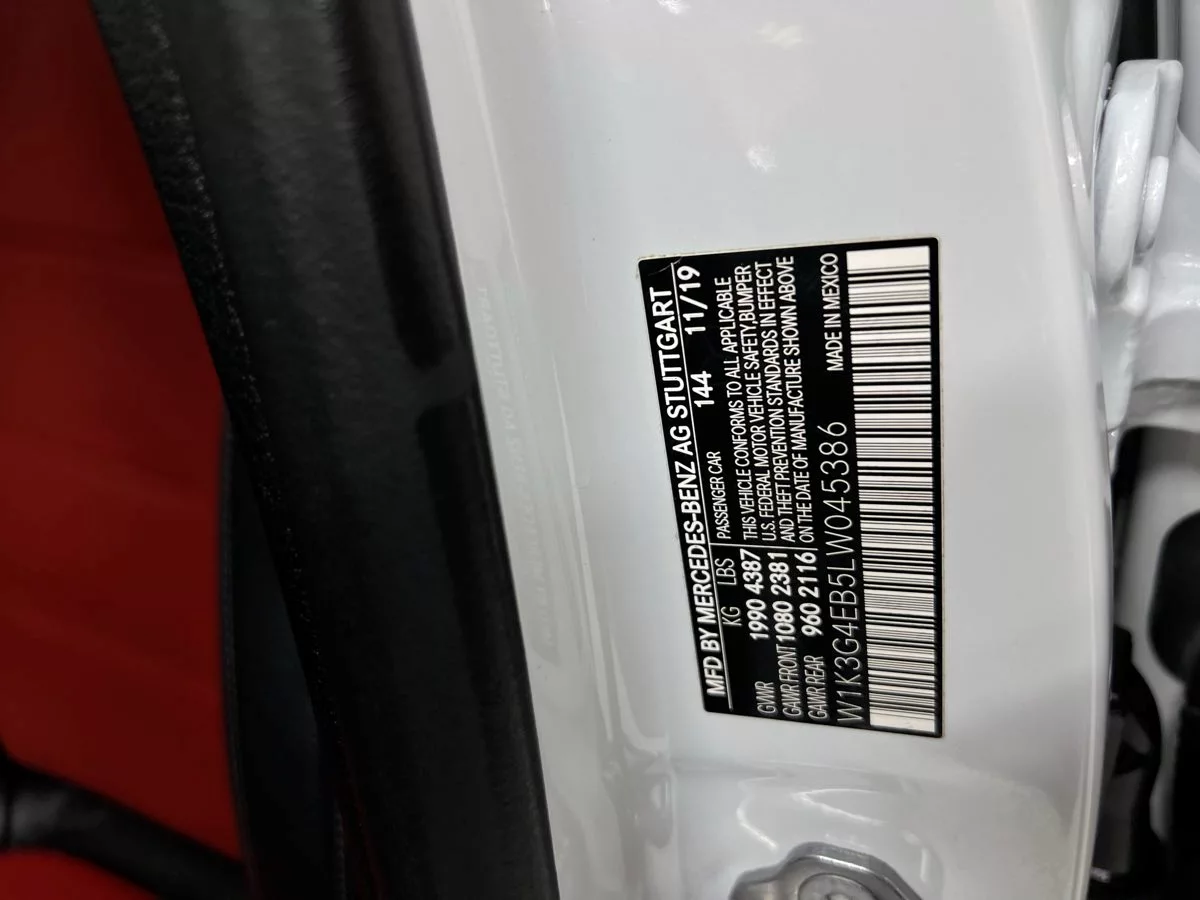 MFD BY MERCEDES-BENZ AG STUTTGART
KG LBS PASSENGER CAR 144 11/19
GVWR 1990 4387 THIS VEHICLE CONFORMS TO ALL APPLICABLE
U.S. FEDERAL MOTOR VEHICLE SAFETY, BUMPER
GAWR FRONT 1080 2381 AND THEFT PREVENTION STANDARDS IN EFFECT
GAWR REAR 960 2116 ON THE DATE OF MANUFACTURE SHOWN ABOVE
W1K3G4EB5LW045386 MADE IN MEXICO